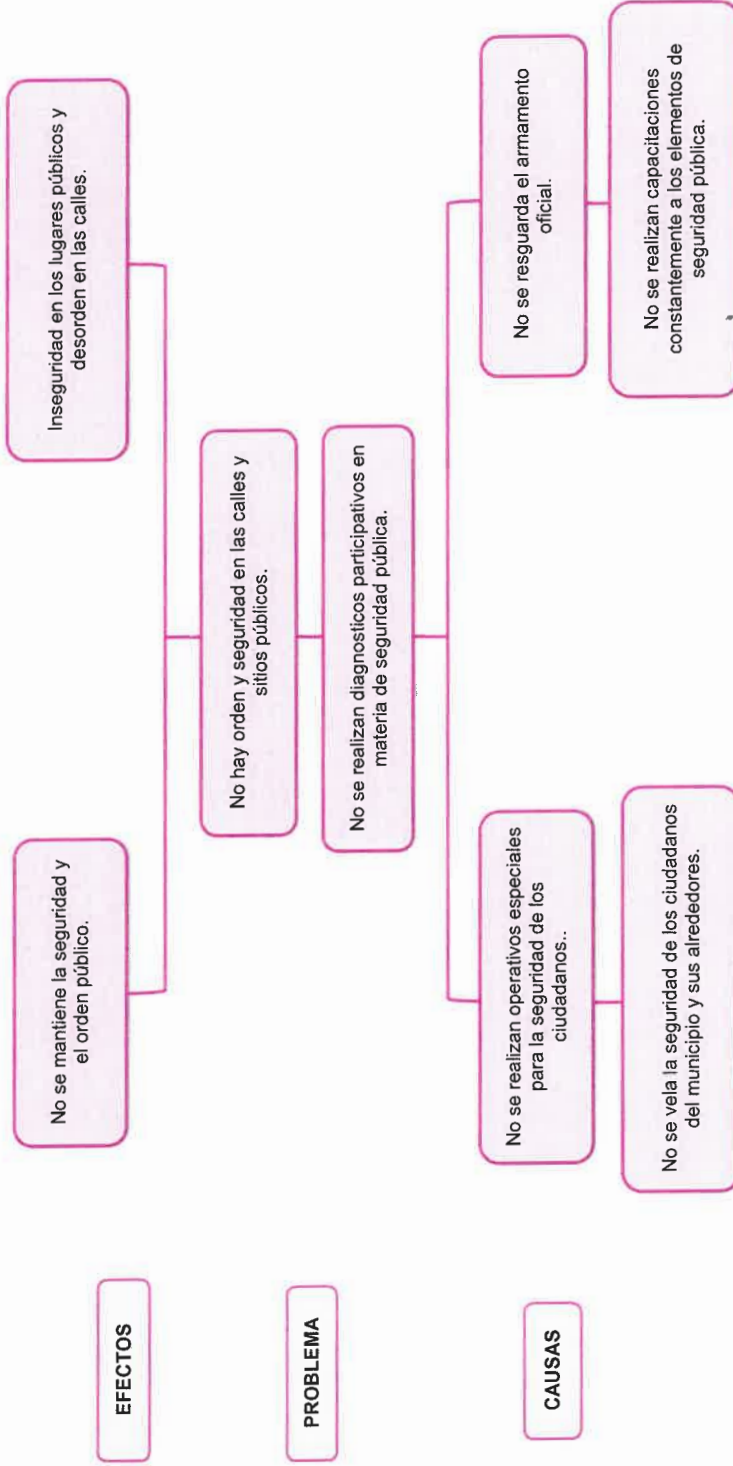 EFECTOS
No se mantiene la seguridad y
el orden público.
Inseguridad en los lugares públicos y
desorden en las calles.
PROBLEMA
No hay orden y seguridad en las calles y
sitios públicos.
No se realizan diagnosticos participativos en
materia de seguridad pública.
CAUSAS
No se realizan operativos especiales
para la seguridad de los
ciudadanos..
No se resguarda el armamento
oficial.
No se vela la seguridad de los ciudadanos
del municipio y sus alrededores.
No se realizan capacitaciones
constantemente a los elementos de
seguridad pública.